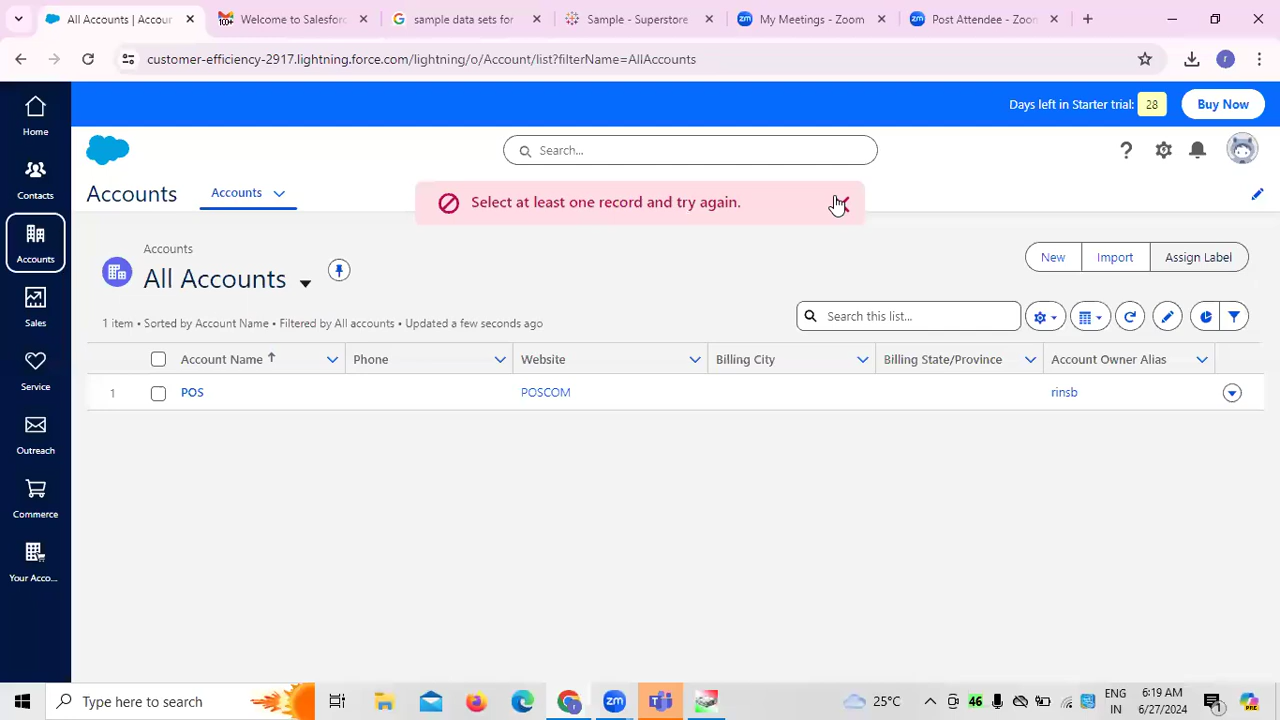 All Accounts | Accour
Welcome to Salesfor
sample data sets for
Sample - Superstore
My Meetings - Zoom
Post Attendee - Zoom
customer-efficiency-2917.lightning.force.com/lightning/o/Account/list?filterName=AllAccounts
r
Days left in Starter trial: 28
Buy Now
Home
Contacts
Accounts
Sales
Service
Outreach
Commerce
Your Acco...
Search...
Accounts
Accounts
Select at least one record and try again.
Accounts
All Accounts
New
Import
Assign Label
1 item • Sorted by Account Name • Filtered by All accounts • Updated a few seconds ago
Search this list...
Account Name
Phone
Website
Billing City
Billing State/Province
Account Owner Alias
1
POS
POSCOM
rinsb
Type here to search
25°C
46
ENG
IN
6:19 AM
6/27/2024